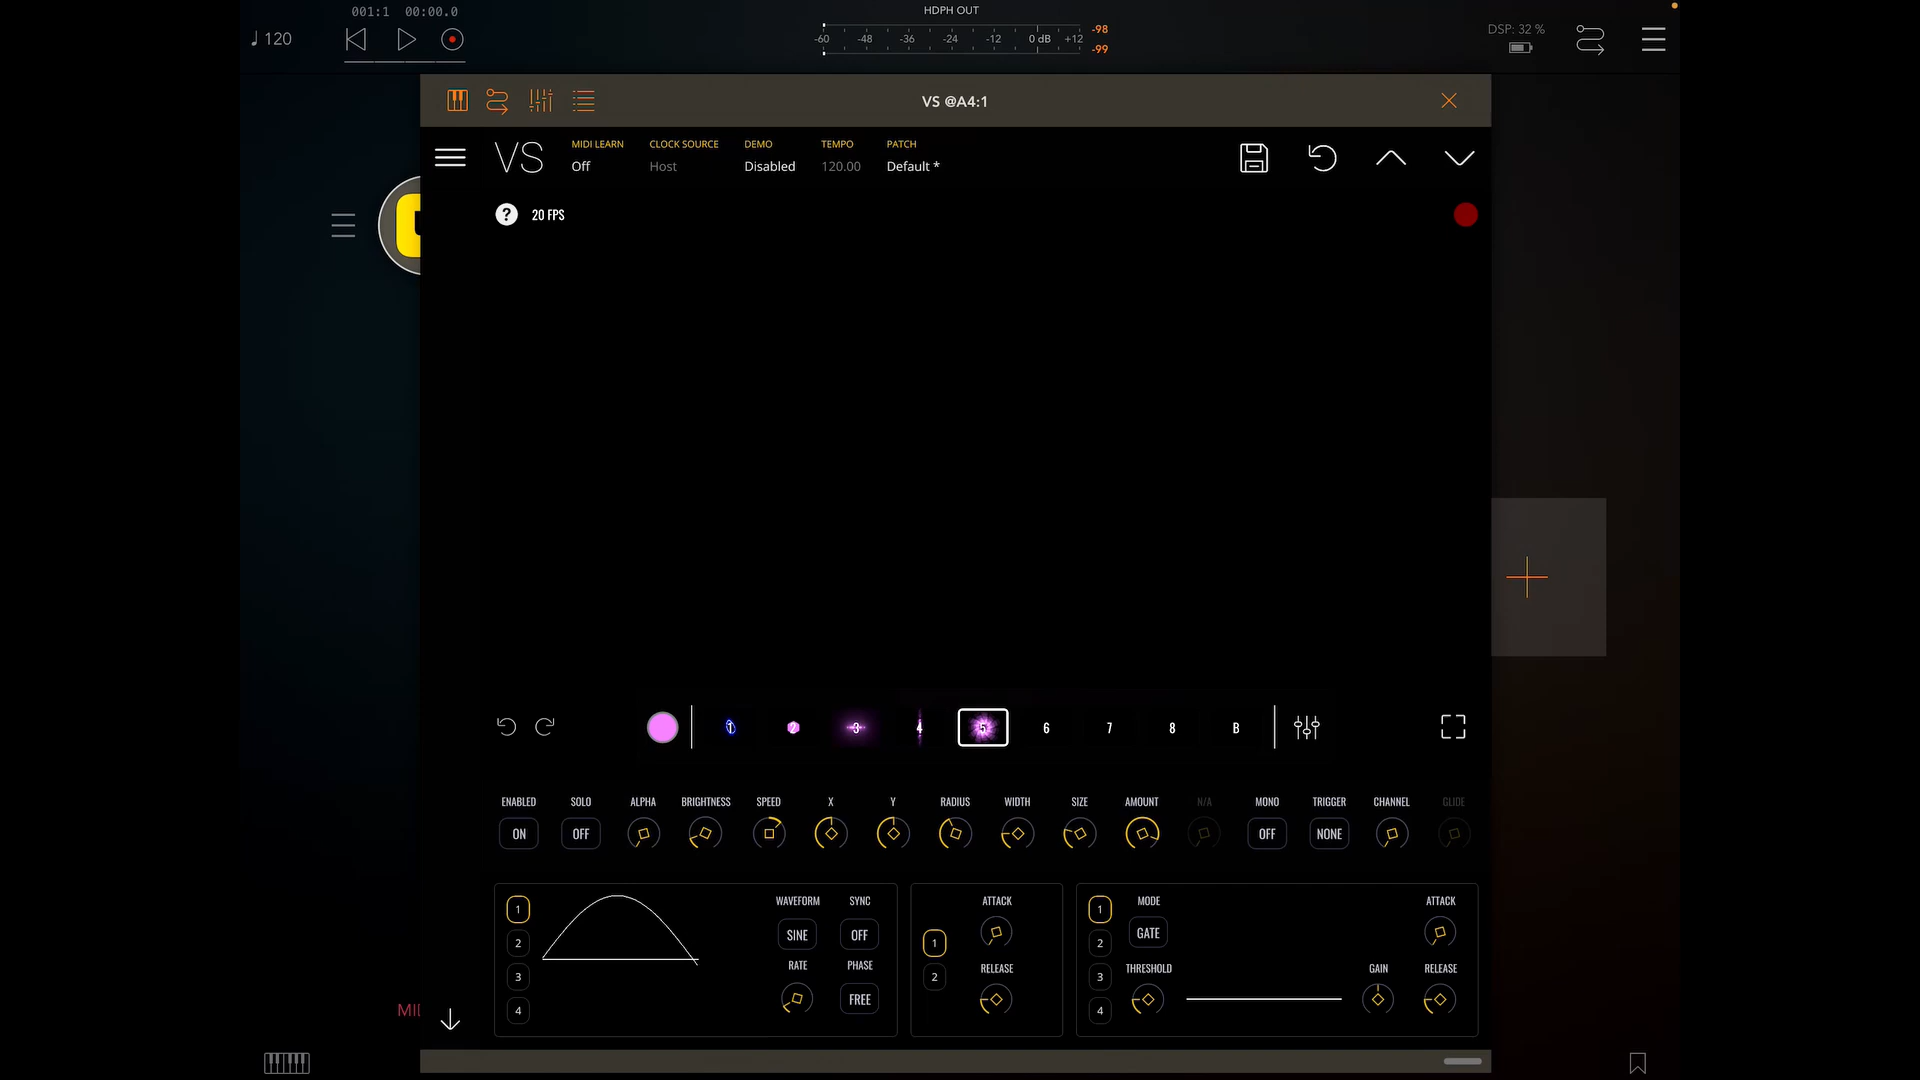 001:1 00:00.0
120
HDPH OUT
-60 -48 -36 -24 -12 0 dB +12
-98
-99
DSP: 32 %
VS @A4:1
VS
MIDI LEARN CLOCK SOURCE DEMO TEMPO PATCH
Off Host Disabled 120.00 Default *
? 20 FPS
1 2 3 4 5 6 7 8 B
ENABLED SOLO ALPHA BRIGHTNESS SPEED X Y RADIUS WIDTH SIZE AMOUNT N/A MONO TRIGGER CHANNEL GLIDE
ON OFF OFF NONE
1
2
3
4
WAVEFORM SYNC
SINE OFF
RATE PHASE
FREE
1
2
ATTACK
RELEASE
1
2
3
4
MODE
GATE
THRESHOLD
GAIN
ATTACK
RELEASE
MI